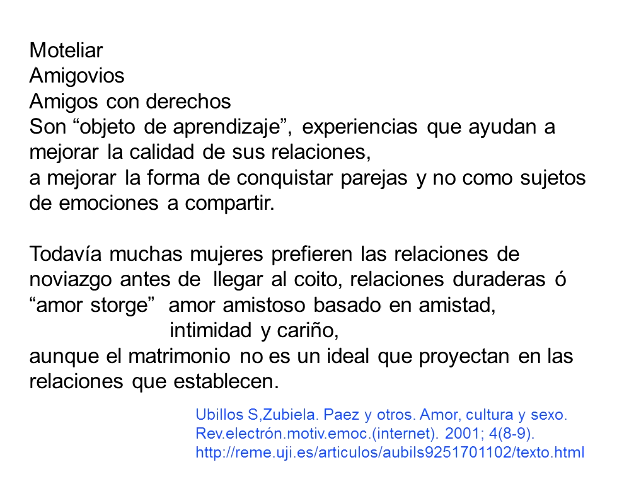 Moteliar
Amigovios
Amigos con derechos
Son “objeto de aprendizaje”, experiencias que ayudan a
mejorar la calidad de sus relaciones,
a mejorar la forma de conquistar parejas y no como sujetos
de emociones a compartir.
Todavía muchas mujeres prefieren las relaciones de
noviazgo antes de llegar al coito, relaciones duraderas ó
“amor storge” amor amistoso basado en amistad,
intimidad y cariño,
aunque el matrimonio no es un ideal que proyectan en las
relaciones que establecen.
Ubillos S,Zubiela. Paez y otros. Amor, cultura y sexo.
Rev.electrón.motiv.emoc.(internet). 2001; 4(8-9).
http://reme.uji.es/articulos/aubils9251701102/texto.html